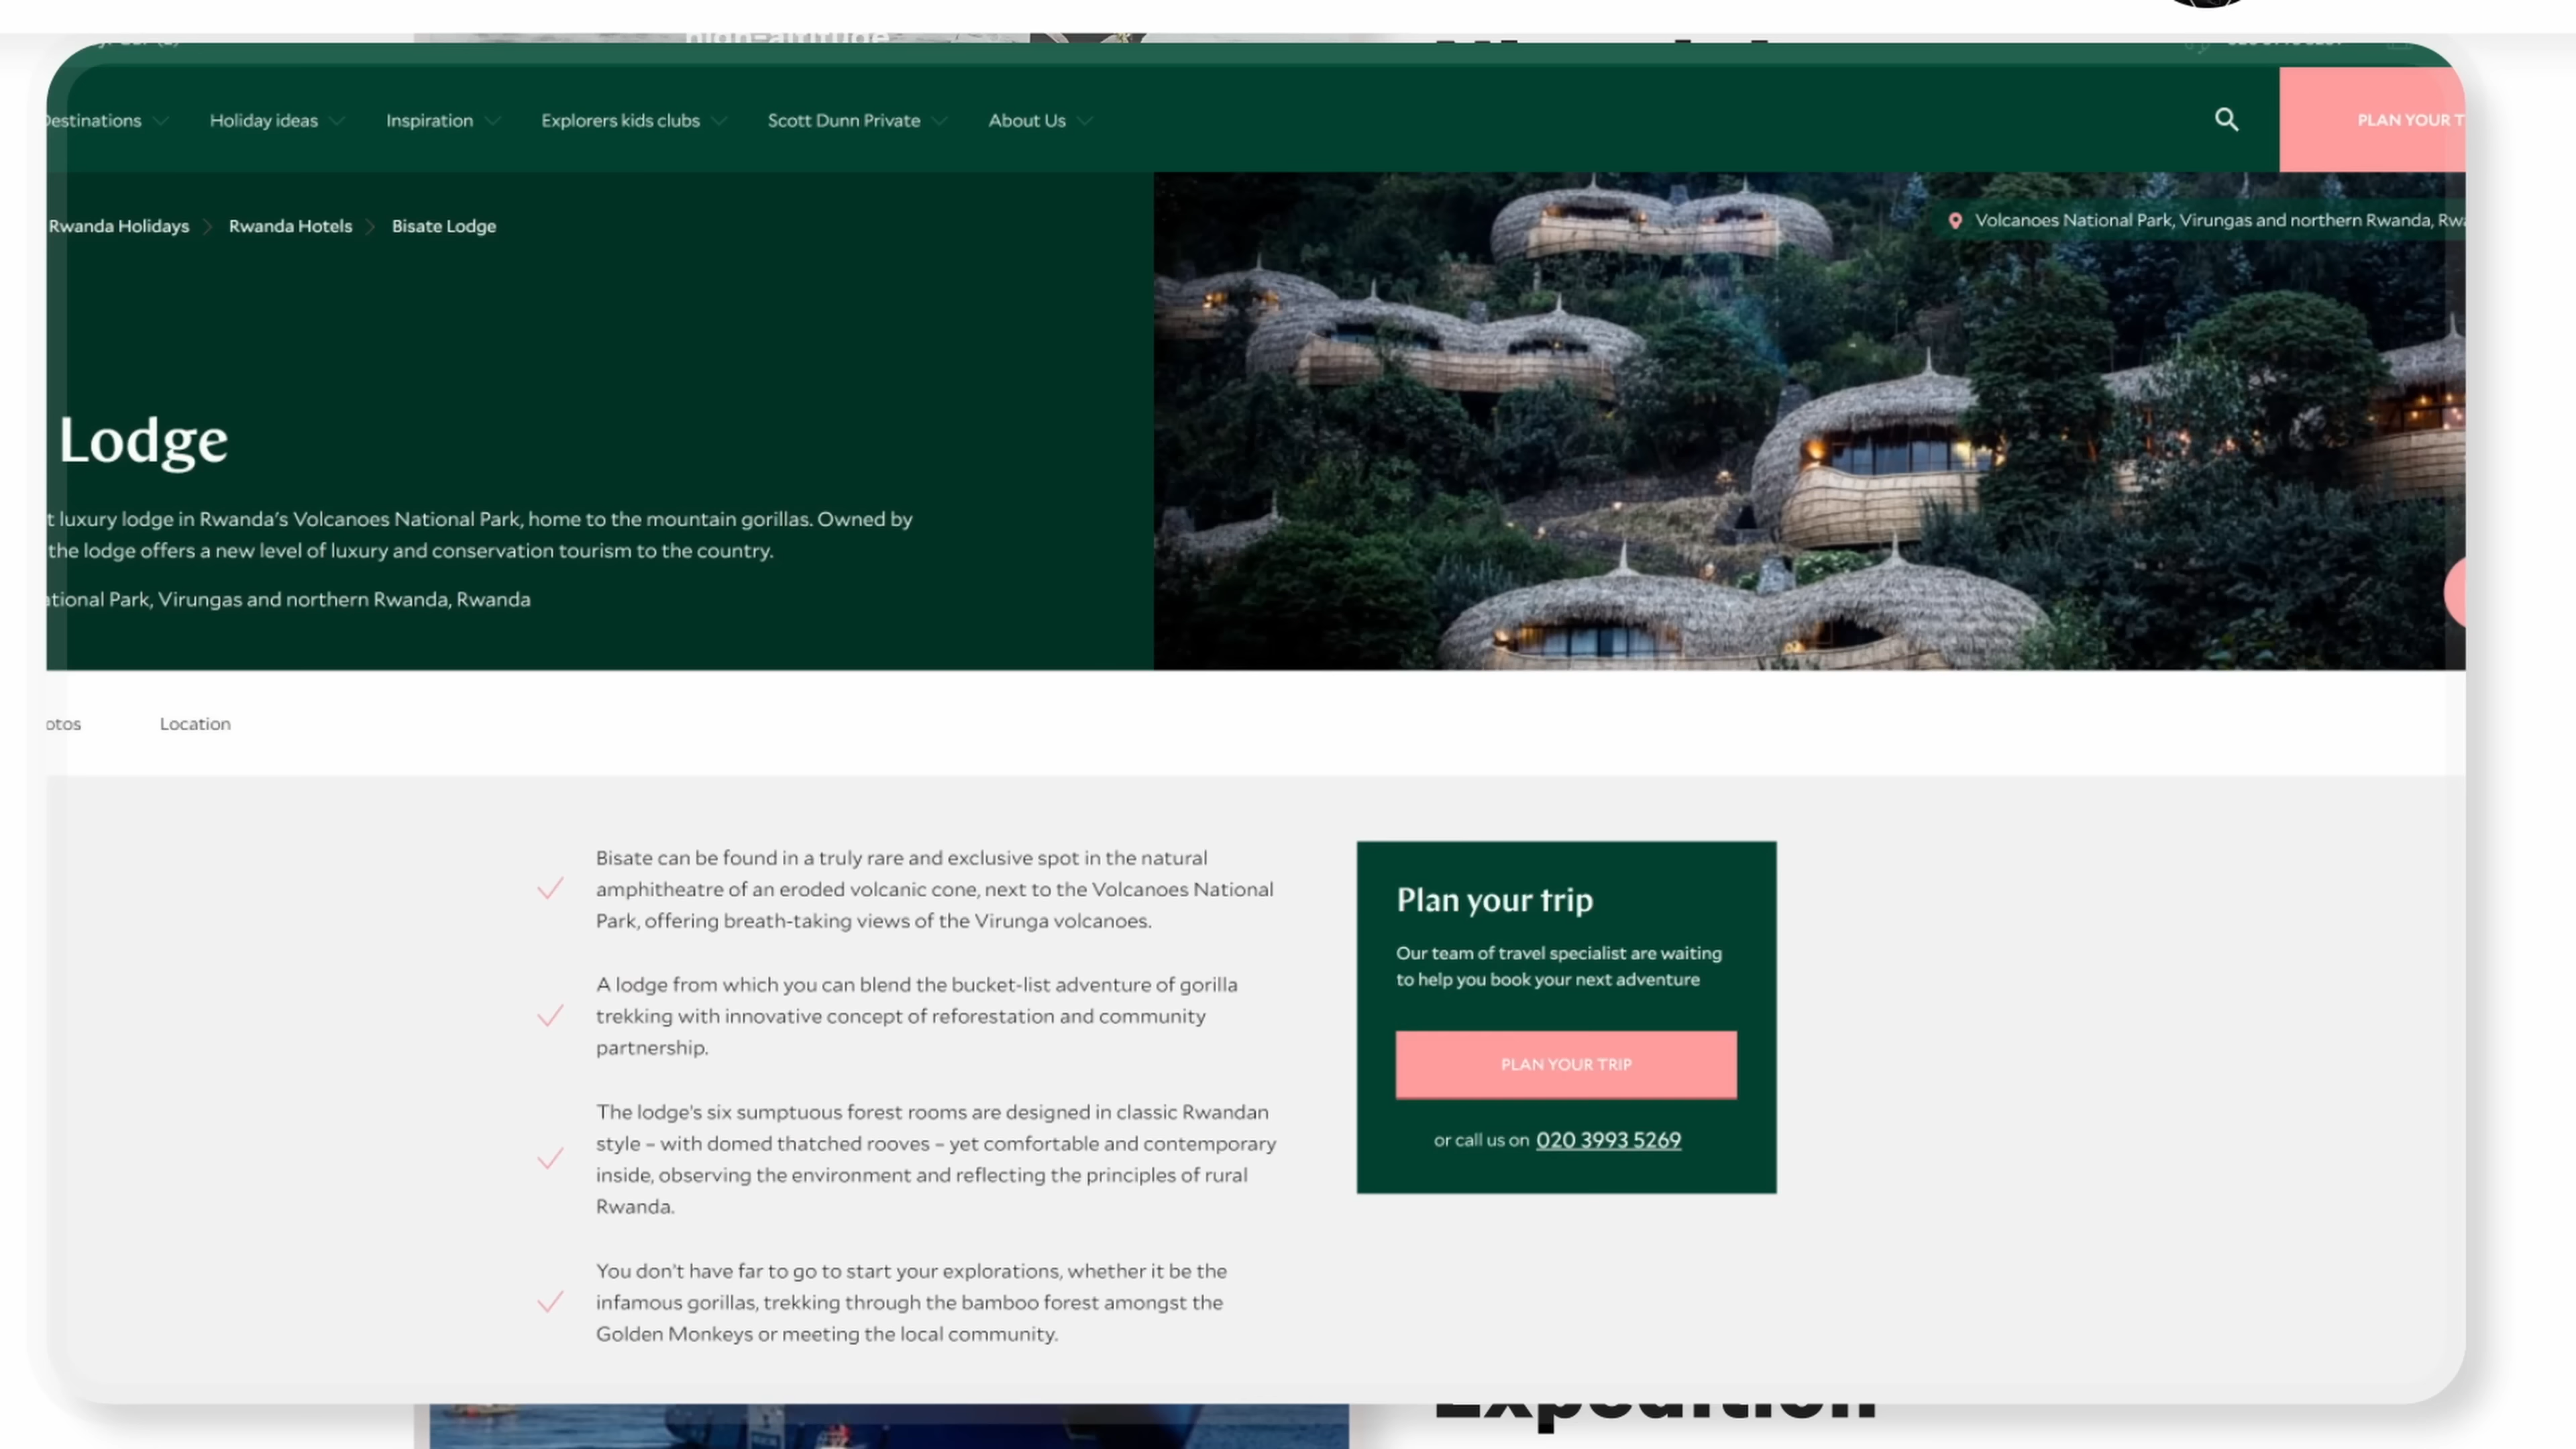 high-altitude
Destinations Holiday ideas Inspiration Explorers kids clubs Scott Dunn Private About Us PLAN YOUR T
Rwanda Holidays Rwanda Hotels Bisate Lodge
Volcanoes National Park, Virungas and northern Rwanda, Rwa
Lodge
t luxury lodge in Rwanda's Volcanoes National Park, home to the mountain gorillas. Owned by
the lodge offers a new level of luxury and conservation tourism to the country.
ational Park, Virungas and northern Rwanda, Rwanda
otos Location
Bisate can be found in a truly rare and exclusive spot in the natural
amphitheatre of an eroded volcanic cone, next to the Volcanoes National
Park, offering breath-taking views of the Virunga volcanoes.
A lodge from which you can blend the bucket-list adventure of gorilla
trekking with innovative concept of reforestation and community
partnership.
The lodge's six sumptuous forest rooms are designed in classic Rwandan
style – with domed thatched rooves – yet comfortable and contemporary
inside, observing the environment and reflecting the principles of rural
Rwanda.
You don't have far to go to start your explorations, whether it be the
infamous gorillas, trekking through the bamboo forest amongst the
Golden Monkeys or meeting the local community.
Plan your trip
Our team of travel specialist are waiting
to help you book your next adventure
PLAN YOUR TRIP
or call us on 020 3993 5269
Expedition